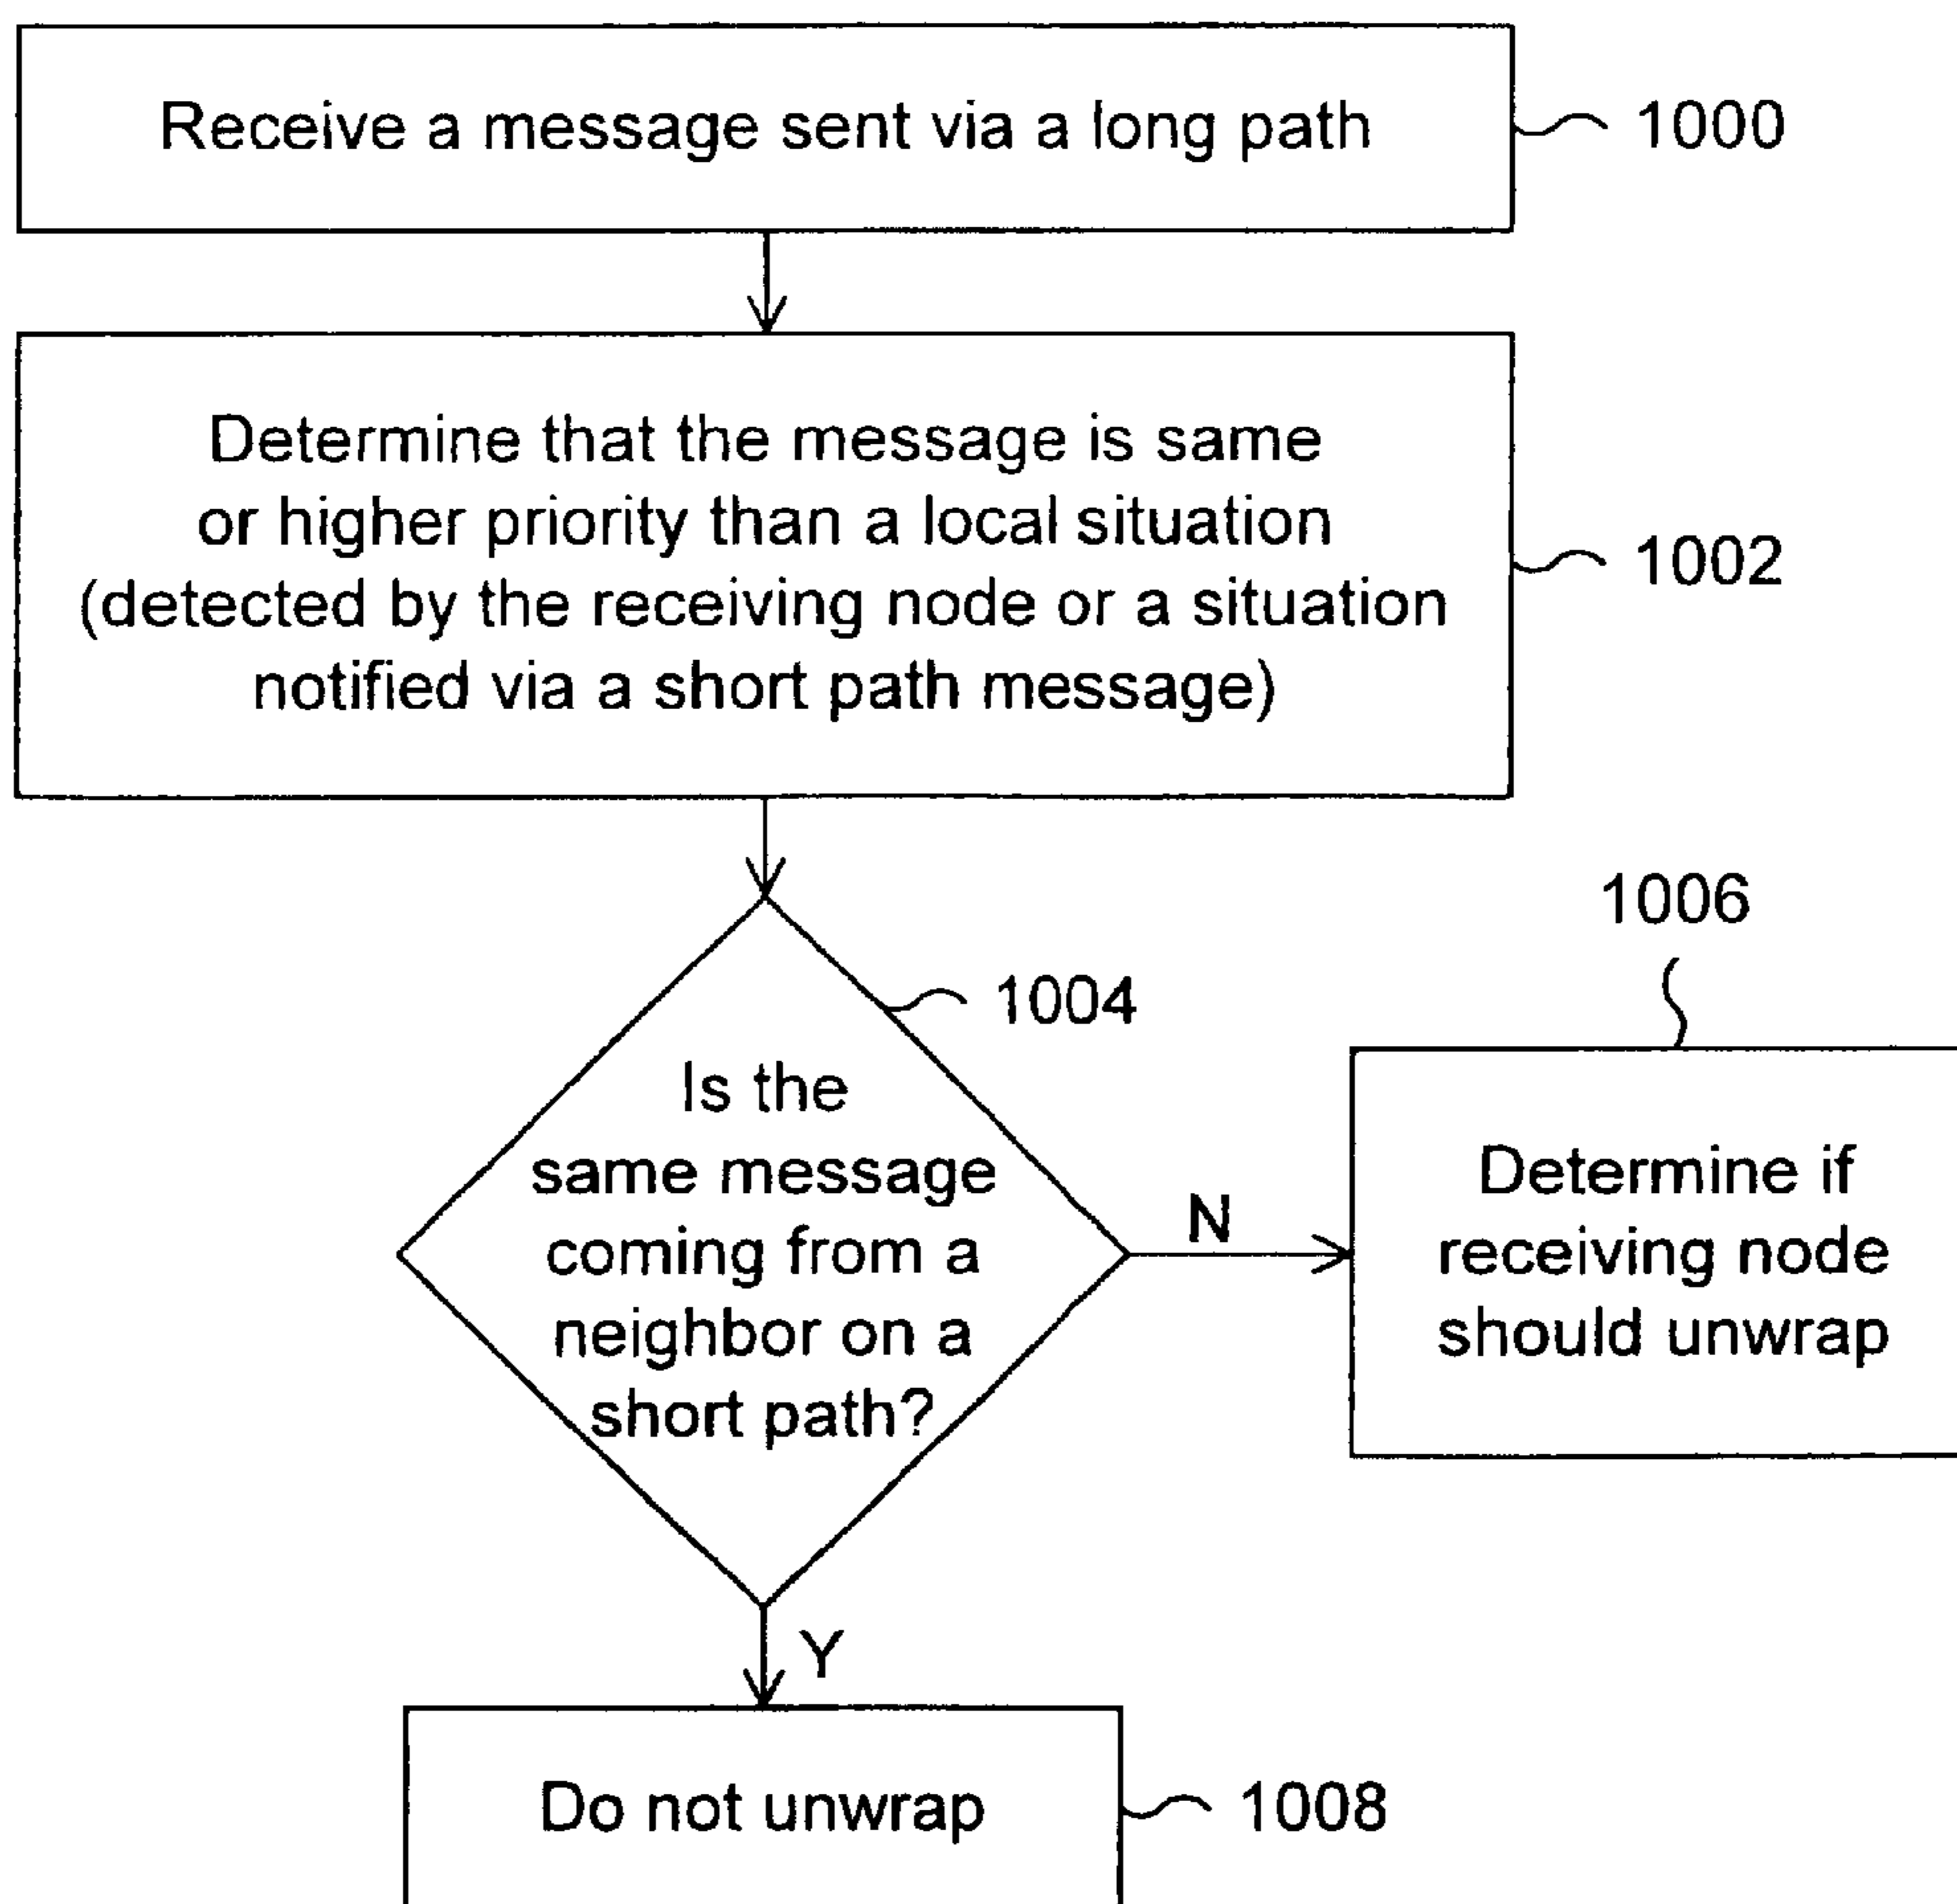 Receive a message sent via a long path
1000
Determine that the message is same
or higher priority than a local situation
(detected by the receiving node or a situation
notified via a short path message)
1002
1004
Is the
same message
coming from a
neighbor on a
short path?
N
1006
Determine if
receiving node
should unwrap
Y
Do not unwrap
1008